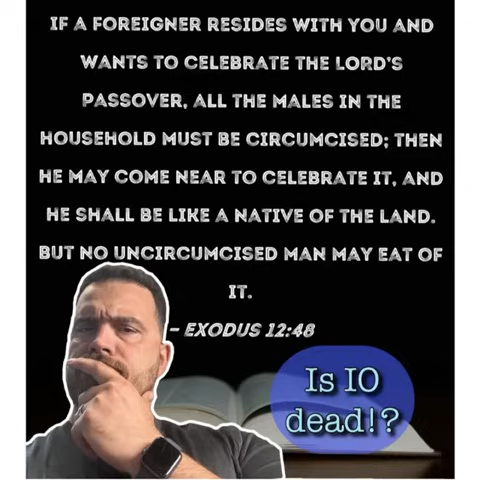 IF A FOREIGNER RESIDES WITH YOU AND
WANTS TO CELEBRATE THE LORD'S
PASSOVER, ALL THE MALES IN THE
HOUSEHOLD MUST BE CIRCUMCISED; THEN
HE MAY COME NEAR TO CELEBRATE IT, AND
HE SHALL BE LIKE A NATIVE OF THE LAND.
BUT NO UNCIRCUMCISED MAN MAY EAT OF
IT.
- EXODUS 12:48
Is IO
dead!?